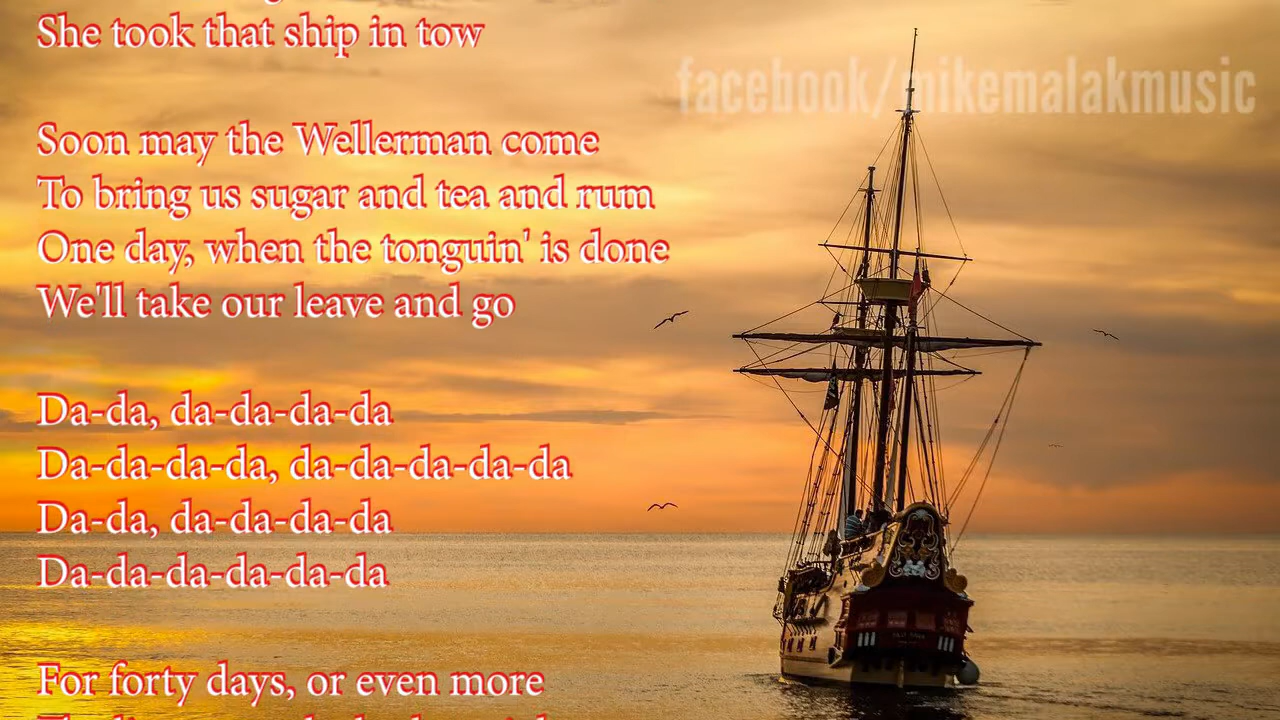 She took that ship in tow
facebook/mikemalakmusic
Soon may the Wellerman come
To bring us sugar and tea and rum
One day, when the tonguin' is done
We'll take our leave and go
Da-da, da-da-da-da
Da-da-da-da, da-da-da-da-da
Da-da, da-da-da-da
Da-da-da-da-da-da
For forty days, or even more